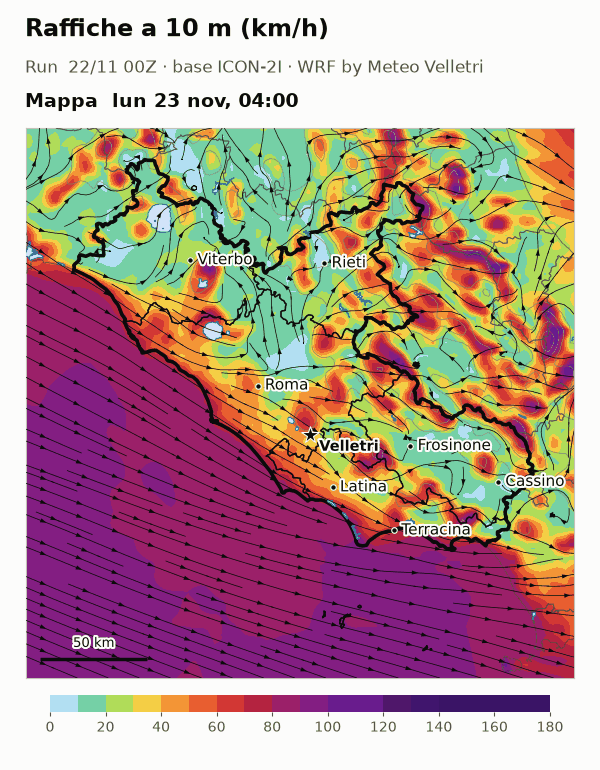 Raffiche a 10 m (km/h)
Run 22/11 00Z · base ICON-2I · WRF by Meteo Velletri
Mappa lun 23 nov, 04:00
Viterbo
Rieti
Roma
Velletri
Frosinone
Cassino
Latina
Terracina
50 km
0 20 40 60 80 100 120 140 160 180